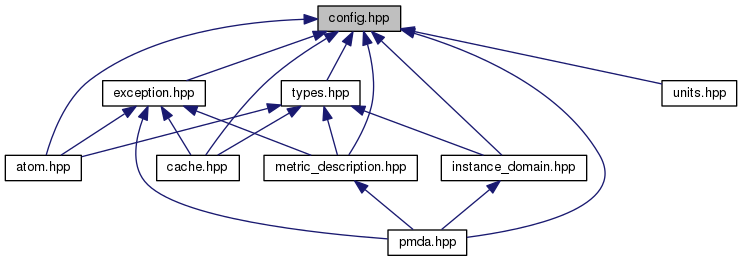 config.hpp
exception.hpp
types.hpp
units.hpp
atom.hpp
cache.hpp
metric_description.hpp
instance_domain.hpp
pmda.hpp